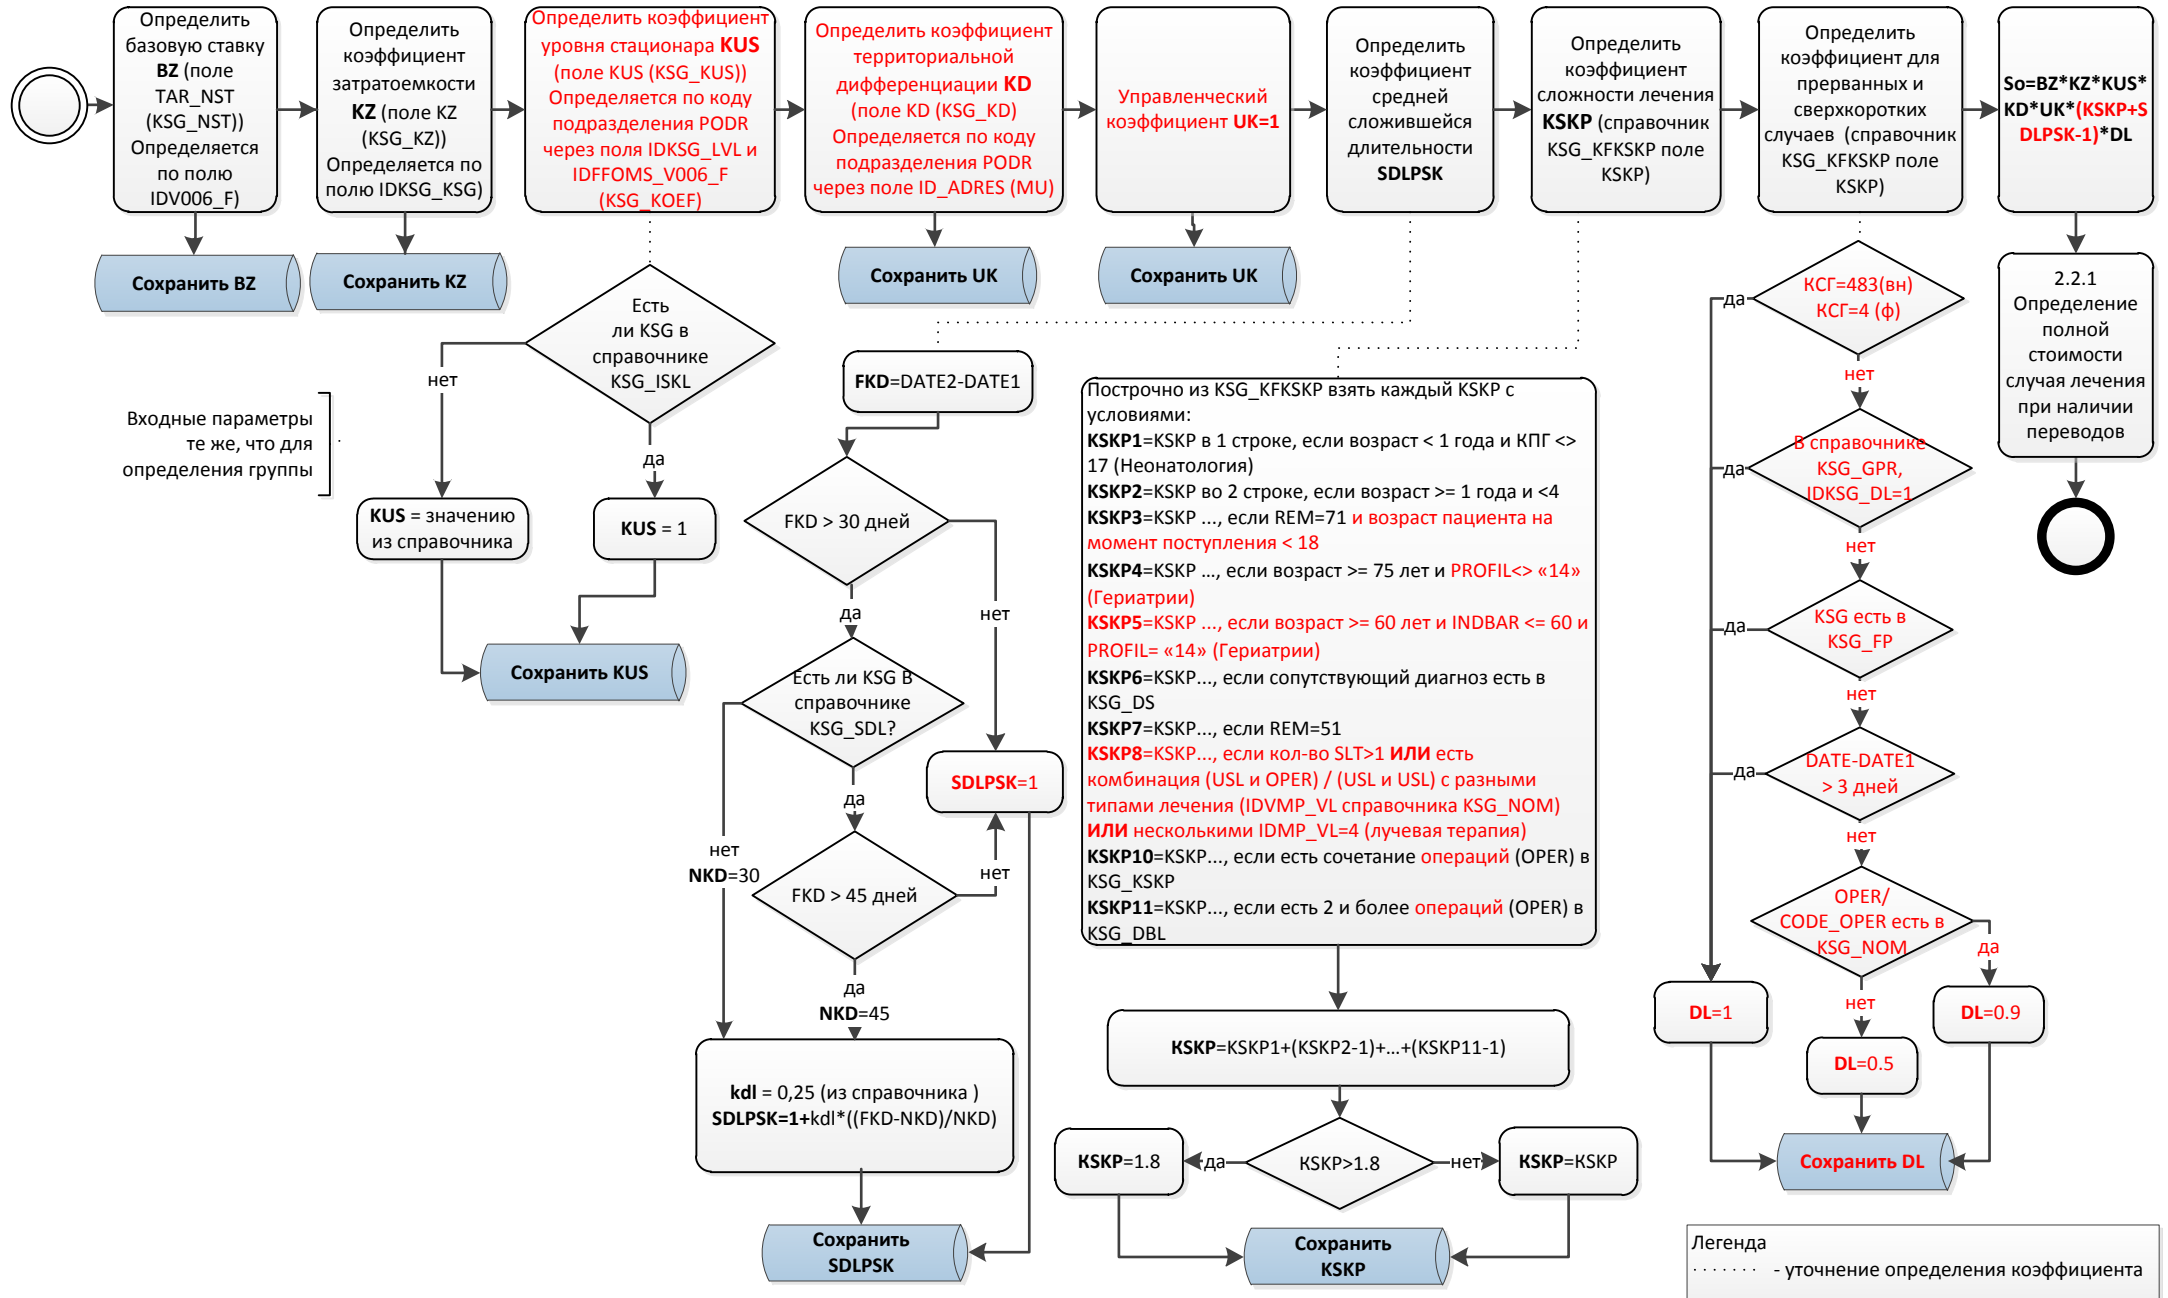 Определить
базовую ставку
BZ (поле
TAR_NST
(KSG_NST))
Определяется
по полю
IDV006_F)
Определить
коэффициент
затратоемкости
KZ (поле KZ
(KSG_KZ))
Определяется по
полю IDKSG_KSG)
Определить коэффициент
уровня стационара KUS
(поле KUS (KSG_KUS))
Определяется по коду
подразделения PODR
через поля IDKSG_LVL и
IDFFOMS_V006_F
(KSG_KOEF)
Определить коэффициент
территориальной
дифференциации KD
(поле KD (KSG_KD)
Определяется по коду
подразделения PODR
через поле ID_ADRES (MU)
Управленческий
коэффициент UK=1
Определить
коэффициент
средней
сложившейся
длительности
SDLPSK
Определить
коэффициент
сложности лечения
KSKP (справочник
KSG_KFKSKP поле
KSKP)
Определить
коэффициент для
прерванных и
сверхкоротких
случаев (справочник
KSG_KFKSKP поле
KSKP)
So=BZ*KZ*KUS*
KD*UK*(KSKP+S
DLPSK-1)*DL
Сохранить BZ
Сохранить KZ
Сохранить UK
Сохранить UK
Есть
ли KSG в
справочнике
KSG_ISKL
нет
да
KUS = значению
из справочника
KUS = 1
Сохранить KUS
Входные параметры
те же, что для
определения группы
FKD=DATE2-DATE1
FKD > 30 дней
да
нет
Есть ли KSG в
справочнике
KSG_SDL?
SDLPSK=1
да
нет
NKD=30
FKD > 45 дней
нет
да
NKD=45
kdl = 0,25 (из справочника )
SDLPSK=1+kdl*((FKD-NKD)/NKD)
Сохранить
SDLPSK
Построчно из KSG_KFKSKP взять каждый KSKP с
условиями:
KSKP1=KSKP в 1 строке, если возраст < 1 года и КПГ <>
17 (Неонатология)
KSKP2=KSKP во 2 строке, если возраст >= 1 года и <4
KSKP3=KSKP ..., если REM=71 и возраст пациента на
момент поступления < 18
KSKP4=KSKP ..., если возраст >= 75 лет и PROFIL<> «14»
(Гериатрии)
KSKP5=KSKP ..., если возраст >= 60 лет и INDBAR <= 60 и
PROFIL= «14» (Гериатрии)
KSKP6=KSKP..., если сопутствующий диагноз есть в
KSG_DS
KSKP7=KSKP..., если REM=51
KSKP8=KSKP..., если кол-во SLT>1 ИЛИ есть
комбинация (USL и OPER) / (USL и USL) с разными
типами лечения (IDVMP_VL справочника KSG_NOM)
ИЛИ несколькими IDMP_VL=4 (лучевая терапия)
KSKP10=KSKP..., если есть сочетание операций (OPER) в
KSG_KSKP
KSKP11=KSKP..., если есть 2 и более операций (OPER) в
KSG_DBL
KSKP=KSKP1+(KSKP2-1)+...+(KSKP11-1)
KSKP>1.8
да
нет
KSKP=1.8
KSKP=KSKP
Сохранить
KSKP
КСГ=483(вн)
КСГ=4 (ф)
да
нет
В справочнике
KSG_GPR,
IDKSG_DL=1
да
нет
KSG есть в
KSG_FP
да
нет
DATE-DATE1
> 3 дней
да
нет
OPER/
CODE_OPER есть в
KSG_NOM
да
нет
DL=1
DL=0.9
DL=0.5
Сохранить DL
2.2.1
Определение
полной
стоимости
случая лечения
при наличии
переводов
Легенда
. . . . . . . - уточнение определения коэффициента